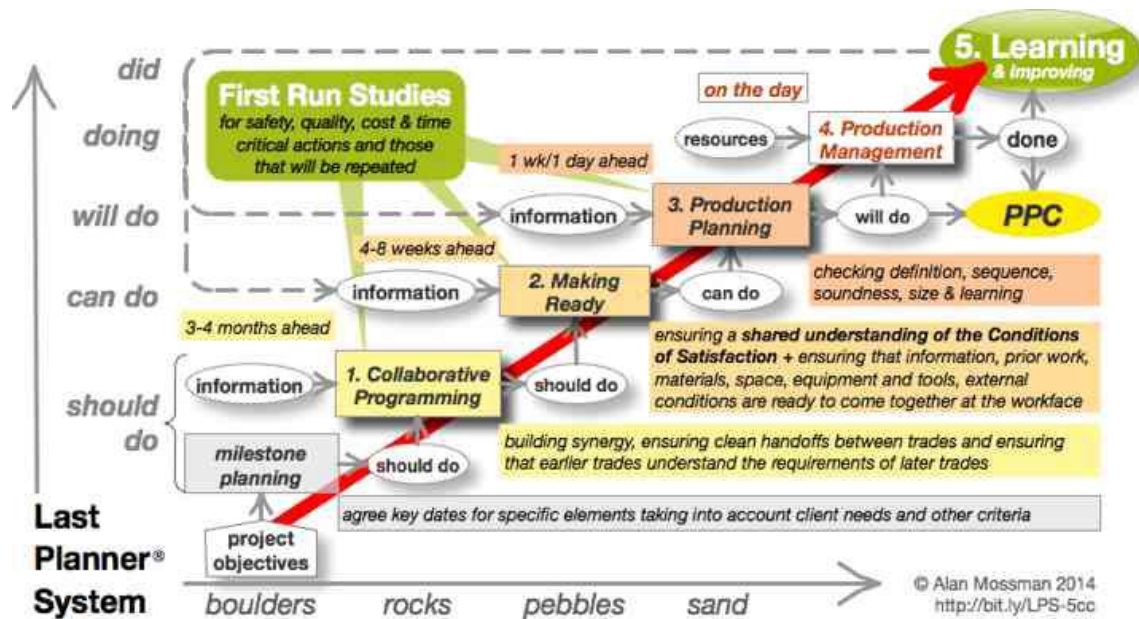 did
doing
will do
can do
should
do
Last
Planner®
System
First Run Studies
for safety, quality, cost & time
critical actions and those
that will be repeated
5. Learning
& Improving
on the day
resources
4. Production
Management
done
1 wk/1 day ahead
information
3. Production
Planning
will do
PPC
4-8 weeks ahead
information
2. Making
Ready
can do
checking definition, sequence,
soundness, size & learning
3-4 months ahead
information
1. Collaborative
Programming
should do
ensuring a shared understanding of the Conditions
of Satisfaction + ensuring that information, prior work,
materials, space, equipment and tools, external
conditions are ready to come together at the workface
milestone
planning
should do
building synergy, ensuring clean handoffs between trades and ensuring
that earlier trades understand the requirements of later trades
project
objectives
agree key dates for specific elements taking into account client needs and other criteria
boulders
rocks
pebbles
sand
© Alan Mossman 2014
http://bit.ly/LPS-5cc